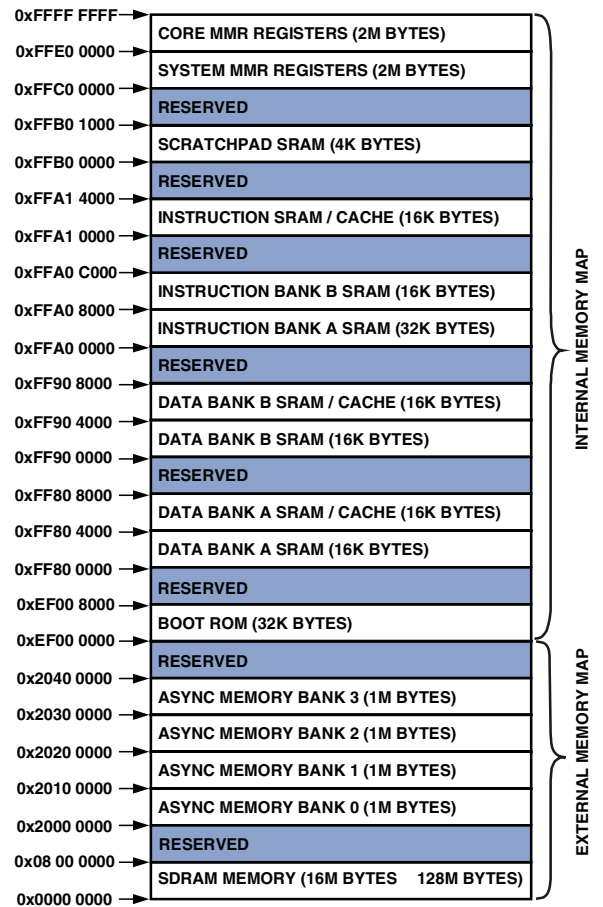 0xFFFF FFFF
CORE MMR REGISTERS (2M BYTES)
0xFFE0 0000
SYSTEM MMR REGISTERS (2M BYTES)
0xFFC0 0000
RESERVED
0xFFB0 1000
SCRATCHPAD SRAM (4K BYTES)
0xFFB0 0000
RESERVED
0xFFA1 4000
INSTRUCTION SRAM / CACHE (16K BYTES)
0xFFA1 0000
RESERVED
0xFFA0 C000
INSTRUCTION BANK B SRAM (16K BYTES)
0xFFA0 8000
INSTRUCTION BANK A SRAM (32K BYTES)
0xFFA0 0000
RESERVED
0xFF90 8000
DATA BANK B SRAM / CACHE (16K BYTES)
0xFF90 4000
DATA BANK B SRAM (16K BYTES)
0xFF90 0000
RESERVED
0xFF80 8000
DATA BANK A SRAM / CACHE (16K BYTES)
0xFF80 4000
DATA BANK A SRAM (16K BYTES)
0xFF80 0000
RESERVED
0xEF00 8000
BOOT ROM (32K BYTES)
0xEF00 0000
RESERVED
0x2040 0000
ASYNC MEMORY BANK 3 (1M BYTES)
0x2030 0000
ASYNC MEMORY BANK 2 (1M BYTES)
0x2020 0000
ASYNC MEMORY BANK 1 (1M BYTES)
0x2010 0000
ASYNC MEMORY BANK 0 (1M BYTES)
0x2000 0000
RESERVED
0x08 00 0000
SDRAM MEMORY (16M BYTES 128M BYTES)
0x0000 0000
INTERNAL MEMORY MAP
EXTERNAL MEMORY MAP